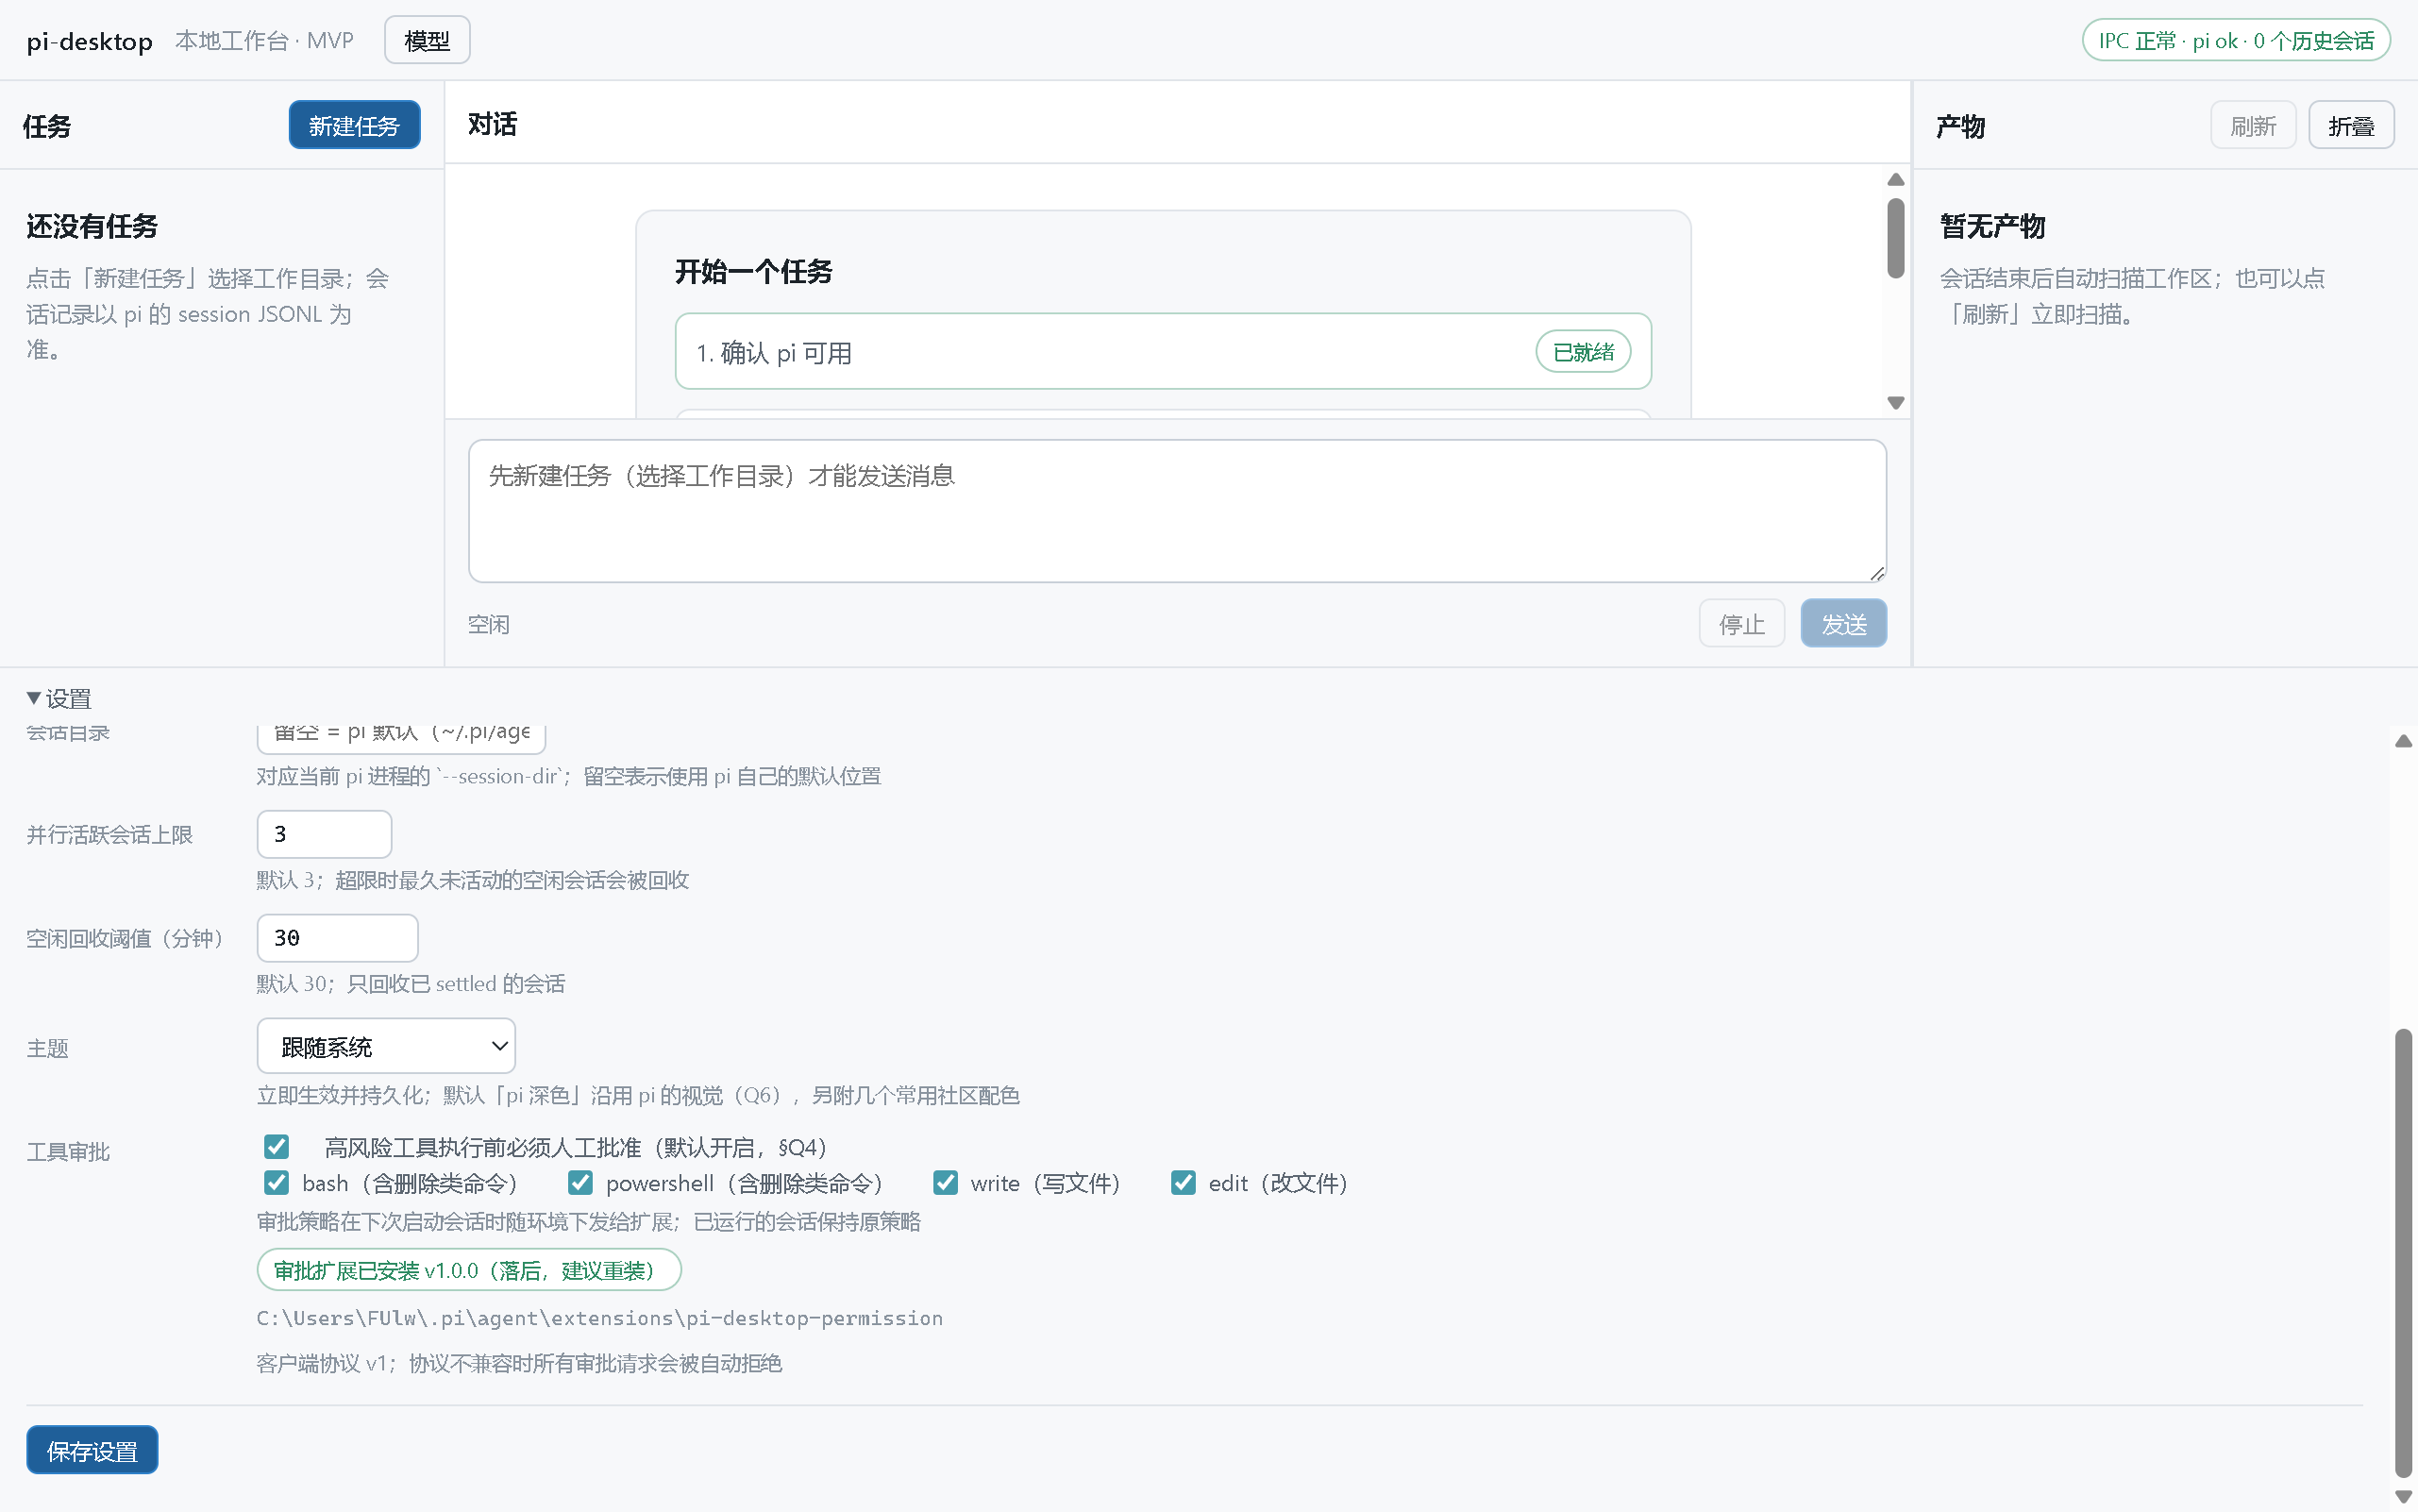 pi-desktop 本地工作台 · MVP 模型
IPC 正常 · pi ok · 0 个历史会话
任务 新建任务
还没有任务
点击「新建任务」选择工作目录；会
话记录以 pi 的 session JSONL 为
准。
对话
开始一个任务
1. 确认 pi 可用 已就绪
先新建任务（选择工作目录）才能发送消息
空闲 停止 发送
产物 刷新 折叠
暂无产物
会话结束后自动扫描工作区；也可以点
「刷新」立即扫描。
▼设置
会话目录 留空 = pi 默认（~/.pi/age
对应当前 pi 进程的 `--session-dir`；留空表示使用 pi 自己的默认位置
并行活跃会话上限 3
默认 3；超限时最久未活动的空闲会话会被回收
空闲回收阈值（分钟） 30
默认 30；只回收已 settled 的会话
主题 跟随系统
立即生效并持久化；默认「pi 深色」沿用 pi 的视觉（Q6），另附几个常用社区配色
工具审批 高风险工具执行前必须人工批准（默认开启，§Q4）
bash（含删除类命令） powershell（含删除类命令） write（写文件） edit（改文件）
审批策略在下次启动会话时随环境下发给扩展；已运行的会话保持原策略
审批扩展已安装 v1.0.0（落后，建议重装）
C:\Users\FUlw\.pi\agent\extensions\pi-desktop-permission
客户端协议 v1；协议不兼容时所有审批请求会被自动拒绝
保存设置